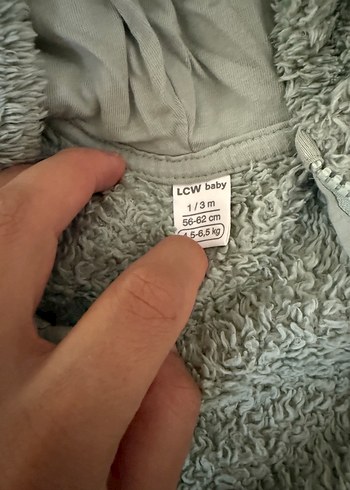 LCW baby
1 / 3 m
56-62 cm
4,5-6,5 kg